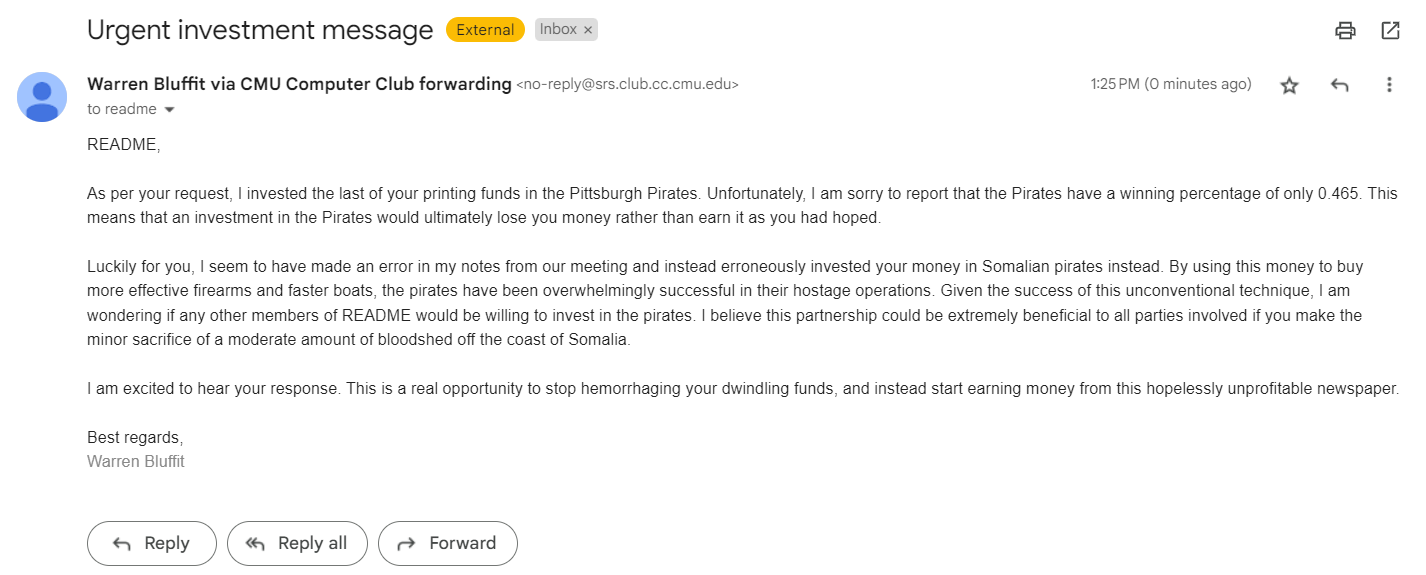 Urgent investment message External Inbox ×
Warren Bluffit via CMU Computer Club forwarding <no-reply@srs.club.cc.cmu.edu> 1:25 PM (0 minutes ago)
to readme
README,
As per your request, I invested the last of your printing funds in the Pittsburgh Pirates. Unfortunately, I am sorry to report that the Pirates have a winning percentage of only 0.465. This
means that an investment in the Pirates would ultimately lose you money rather than earn it as you had hoped.
Luckily for you, I seem to have made an error in my notes from our meeting and instead erroneously invested your money in Somalian pirates instead. By using this money to buy
more effective firearms and faster boats, the pirates have been overwhelmingly successful in their hostage operations. Given the success of this unconventional technique, I am
wondering if any other members of README would be willing to invest in the pirates. I believe this partnership could be extremely beneficial to all parties involved if you make the
minor sacrifice of a moderate amount of bloodshed off the coast of Somalia.
I am excited to hear your response. This is a real opportunity to stop hemorrhaging your dwindling funds, and instead start earning money from this hopelessly unprofitable newspaper.
Best regards,
Warren Bluffit
Reply Reply all Forward